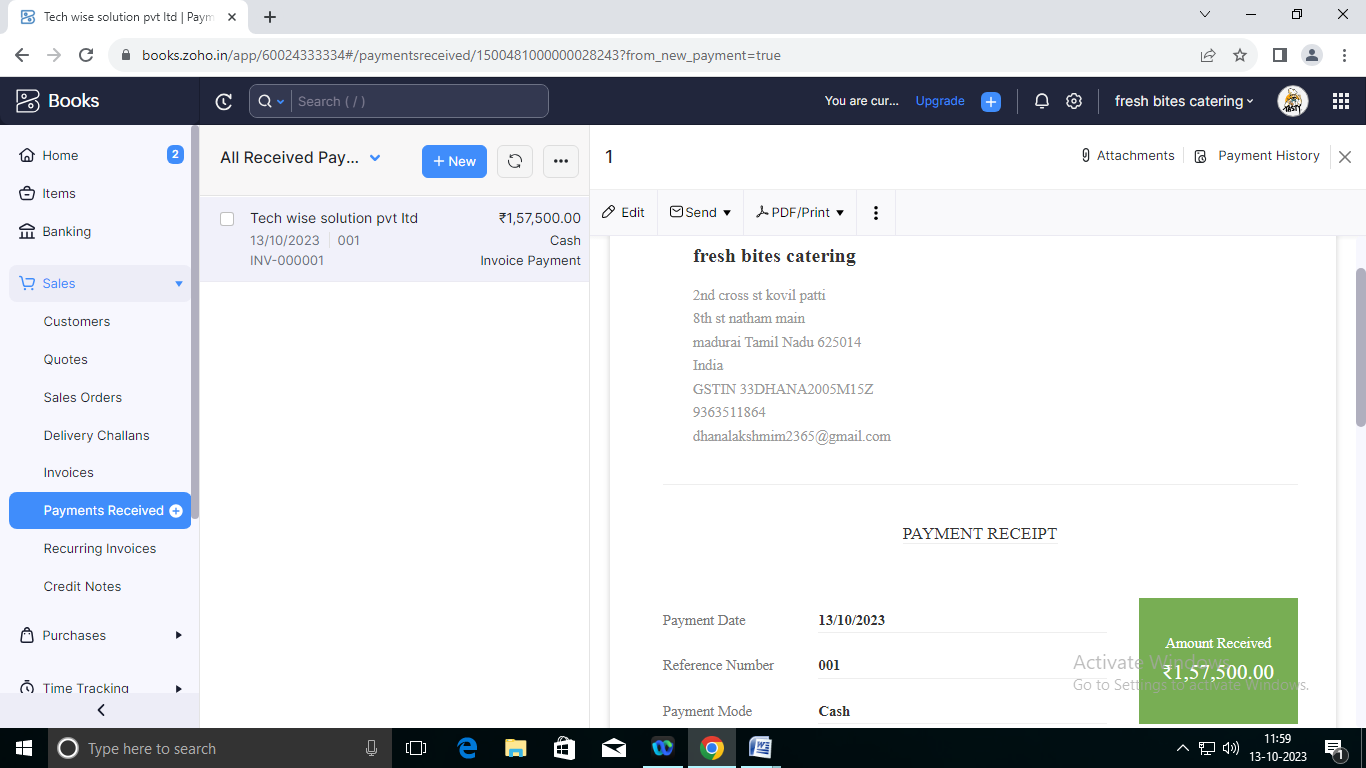 Tech wise solution pvt ltd | Paym
books.zoho.in/app/60024333334#/paymentsreceived/1500481000000028243?from_new_payment=true
Books
Search ( / )
You are cur...
Upgrade
fresh bites catering
Home
2
Items
Banking
Sales
Customers
Quotes
Sales Orders
Delivery Challans
Invoices
Payments Received
Recurring Invoices
Credit Notes
Purchases
Time Tracking
All Received Pay...
+ New
Tech wise solution pvt ltd ₹1,57,500.00
13/10/2023 001 Cash
INV-000001 Invoice Payment
1
Attachments
Payment History
Edit
Send
PDF/Print
fresh bites catering
2nd cross st kovil patti
8th st natham main
madurai Tamil Nadu 625014
India
GSTIN 33DHANA2005M15Z
9363511864
dhanalakshmim2365@gmail.com
PAYMENT RECEIPT
Payment Date 13/10/2023
Reference Number 001
Payment Mode Cash
Amount Received
₹1,57,500.00
Activate Windows
Go to Settings to activate Windows.
Type here to search
11:59
13-10-2023
1